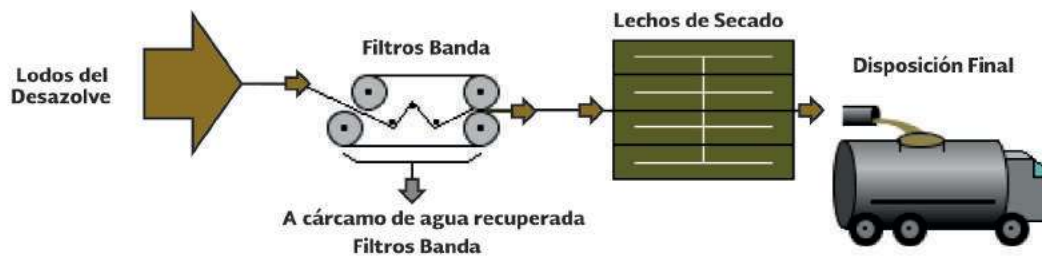 Lodos del
Desazolve
Filtros Banda
A cárcamo de agua recuperada
Filtros Banda
Lechos de Secado
Disposición Final